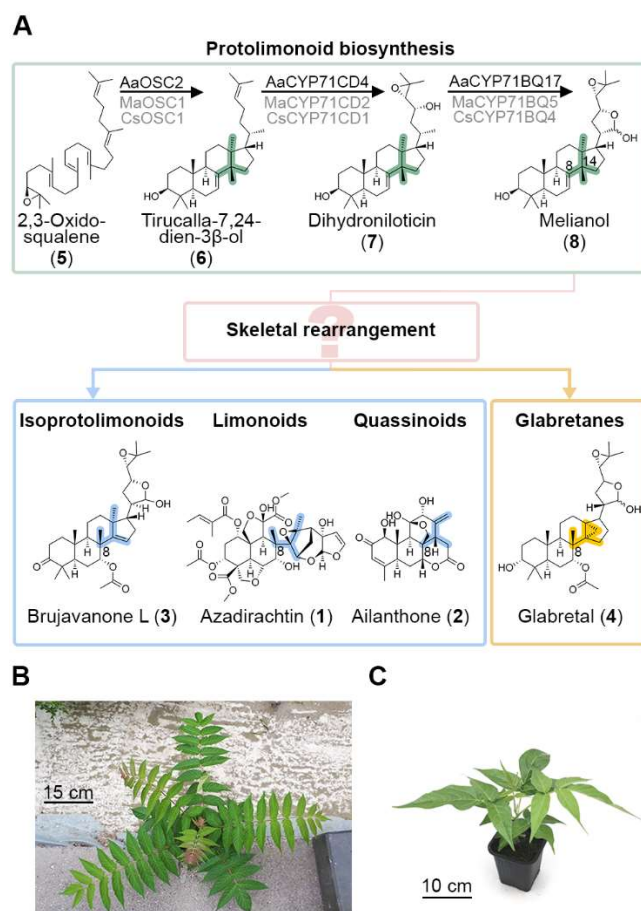 A
Protolimonoid biosynthesis
AaOSC2
MaOSC1
CsOSC1
AaCYP71CD4
MaCYP71CD2
CsCYP71CD1
AaCYP71BQ17
MaCYP71BQ5
CsCYP71BQ4
O
HO
H
H
O
OH
HO
H
H
O
O
OH
H
8
14
HO
H
H
2,3-Oxido-
squalene
(5)
Tirucalla-7,24-
dien-3β-ol
(6)
Dihydroniloticin
(7)
Melianol
(8)
?
Skeletal rearrangement
Isoprotolimonoids
Limonoids
Quassinoids
Glabretanes
Brujavanone L (3)
Azadirachtin (1)
Ailanthone (2)
Glabretal (4)
B
15 cm
C
10 cm